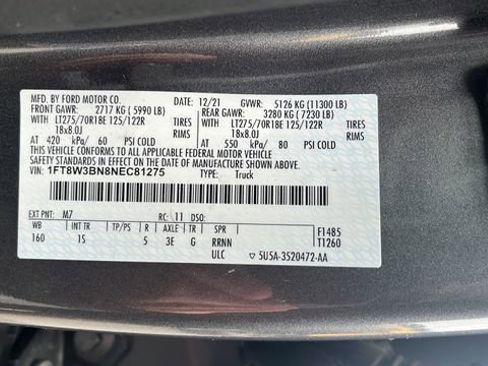 MFD. BY FORD MOTOR CO. 12/21 GVWR: 5126 KG (11300 LB)
FRONT GAWR: 2717 KG (5990 LB) REAR GAWR: 3280 KG (7230 LB)
WITH LT275/70R18E 125/122R TIRES WITH LT275/70R18E 125/122R TIRES
18x8.0J RIMS 18x8.0J RIMS
AT 420 kPa/ 60 PSI COLD AT 550 kPa/ 80 PSI COLD
THIS VEHICLE CONFORMS TO ALL APPLICABLE FEDERAL MOTOR VEHICLE
SAFETY STANDARDS IN EFFECT ON THE DATE OF MANUFACTURE SHOWN ABOVE.
VIN: 1FT8W3BN8NEC81275 TYPE: Truck
EXT PNT: M7 RC: 11 DSO:
WB INT TR TP/PS R AXLE TR SPR F1485
160 1S 5 3E G RRNN T1260
ULC 5U5A-3520472-AA